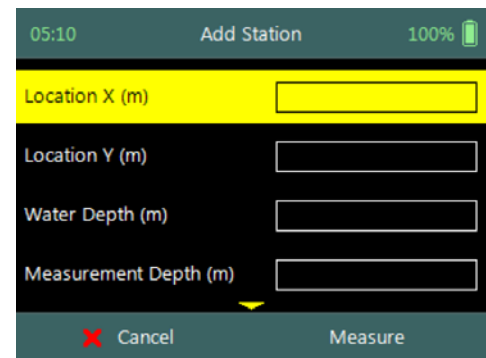 05:10 Add Station 100%
Location X (m)
Location Y (m)
Water Depth (m)
Measurement Depth (m)
Cancel Measure